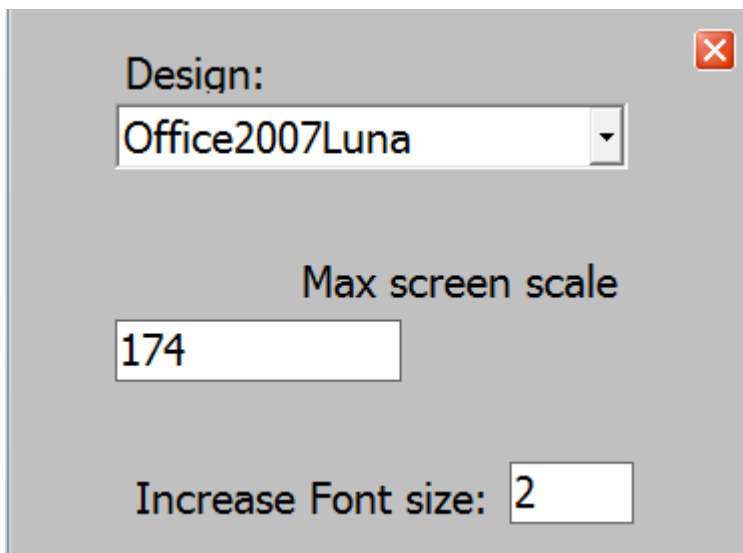 Design:
Office2007Luna
Max screen scale
174
Increase Font size: 2